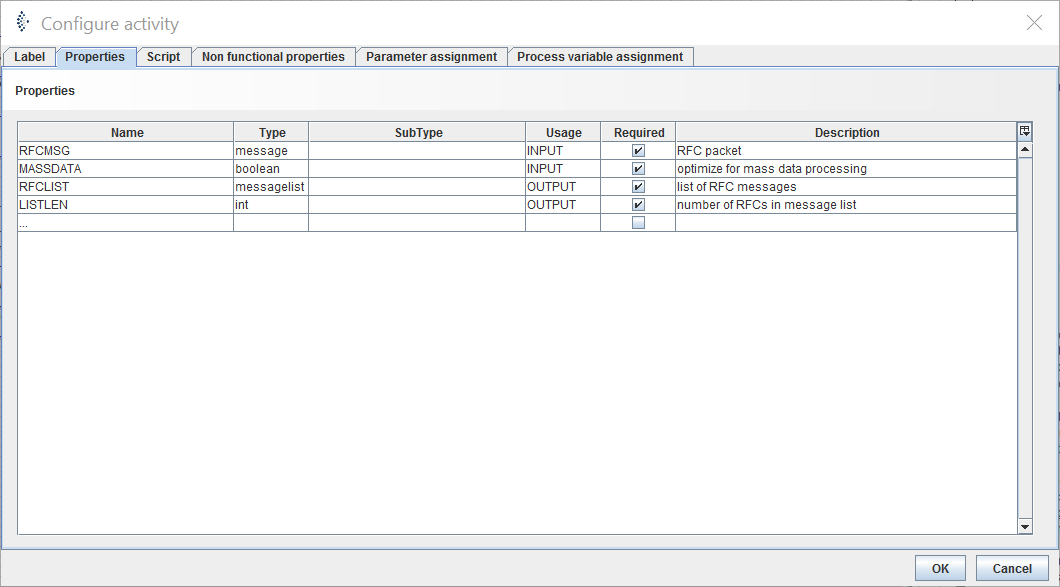 Configure activity
Label Properties Script Non functional properties Parameter assignment Process variable assignment
Properties
Name Type SubType Usage Required Description
RFCMSG message INPUT RFC packet
MASSDATA boolean INPUT optimize for mass data processing
RFCLIST messagelist OUTPUT list of RFC messages
LISTLEN int OUTPUT number of RFCs in message list
...
OK Cancel